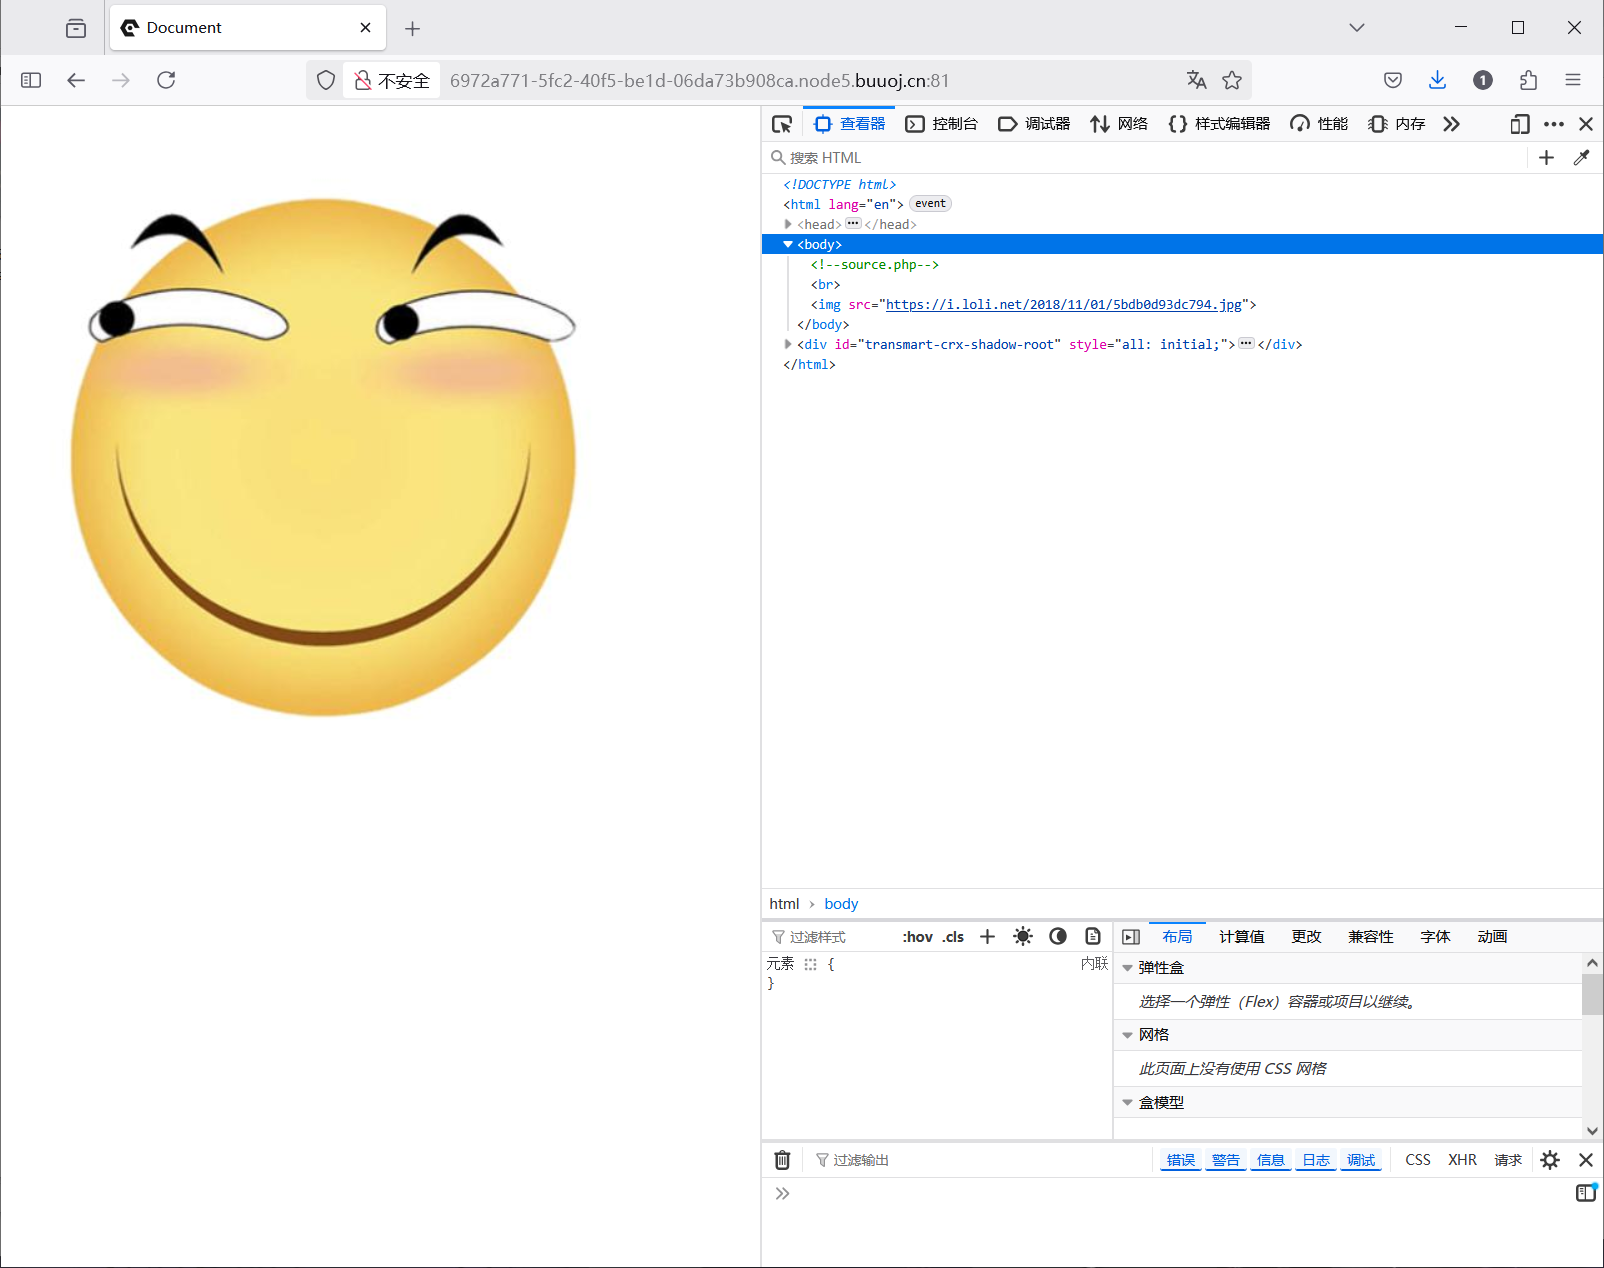 Document
不安全 6972a771-5fc2-40f5-be1d-06da73b908ca.node5.buuoj.cn:81
1
查看器 控制台 调试器 网络 样式编辑器 性能 内存
搜索 HTML
<!DOCTYPE html>
<html lang="en"> event
<head> ••• </head>
<body>
<!--source.php-->
<br>
<img src="https://i.loli.net/2018/11/01/5bdb0d93dc794.jpg">
</body>
<div id="transmart-crx-shadow-root" style="all: initial;"> ••• </div>
</html>
html › body
过滤样式 :hov .cls
元素 { 内联
}
布局 计算值 更改 兼容性 字体 动画
弹性盒
选择一个弹性（Flex）容器或项目以继续。
网格
此页面上没有使用 CSS 网格
盒模型
过滤输出 错误 警告 信息 日志 调试 CSS XHR 请求